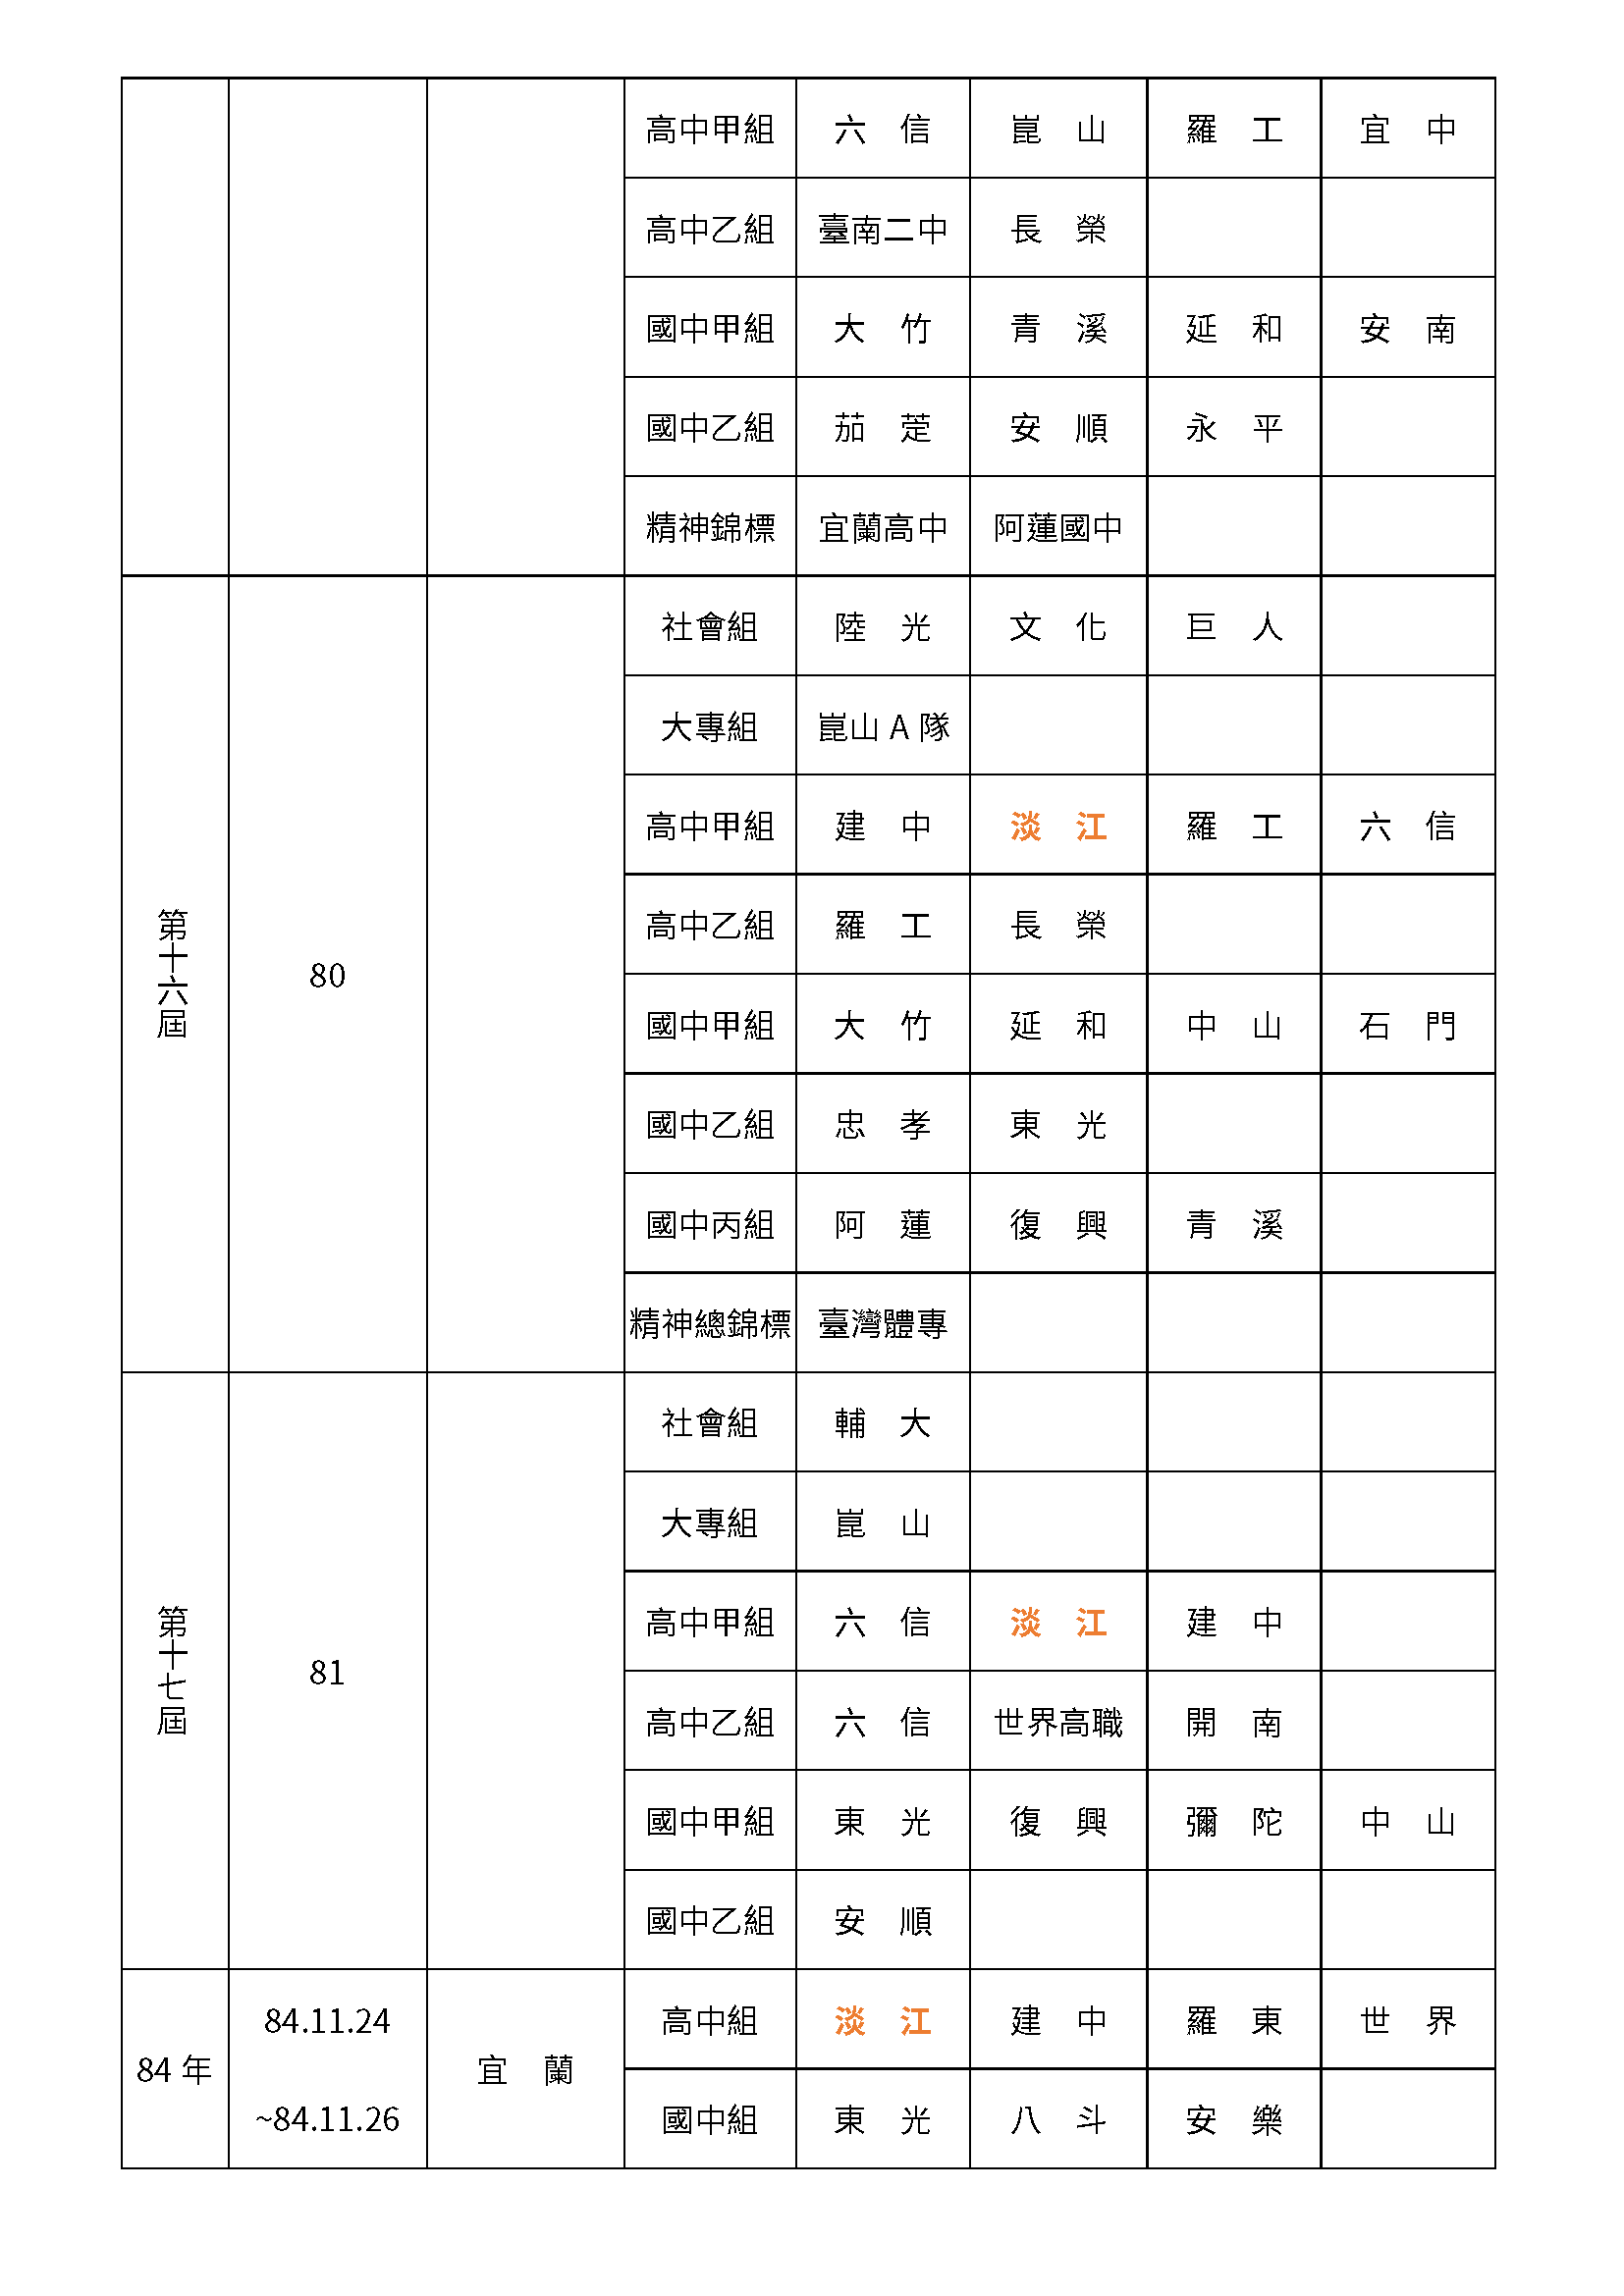 高中甲組 六 信 崑 山 羅 工 宜 中
高中乙組 臺南二中 長 榮
國中甲組 大 竹 青 溪 延 和 安 南
國中乙組 茄 萣 安 順 永 平
精神錦標 宜蘭高中 阿蓮國中
第十六屆 80
社會組 陸 光 文 化 巨 人
大專組 崑山 A 隊
高中甲組 建 中 淡 江 羅 工 六 信
高中乙組 羅 工 長 榮
國中甲組 大 竹 延 和 中 山 石 門
國中乙組 忠 孝 東 光
國中丙組 阿 蓮 復 興 青 溪
精神總錦標 臺灣體專
第十七屆 81
社會組 輔 大
大專組 崑 山
高中甲組 六 信 淡 江 建 中
高中乙組 六 信 世界高職 開 南
國中甲組 東 光 復 興 彌 陀 中 山
國中乙組 安 順
84 年
84.11.24
~84.11.26
宜 蘭
高中組 淡 江 建 中 羅 東 世 界
國中組 東 光 八 斗 安 樂